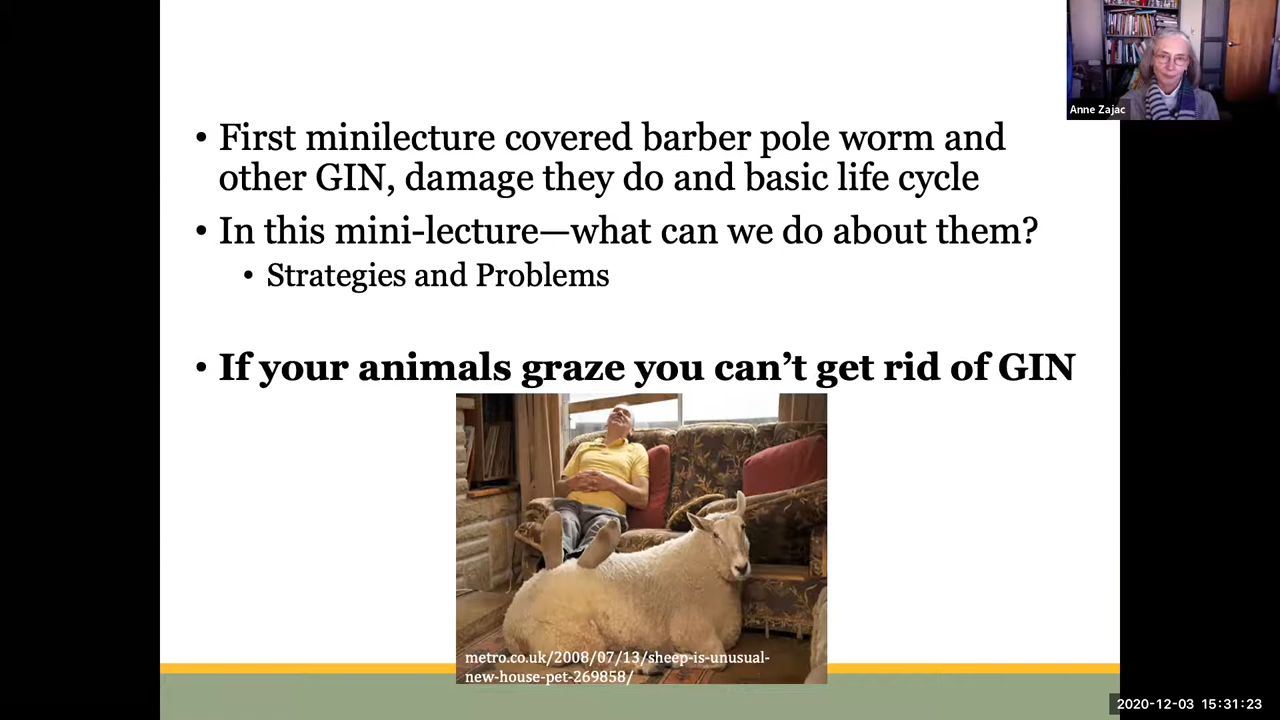 Anne Zajac
• First minilecture covered barber pole worm and
other GIN, damage they do and basic life cycle
• In this mini-lecture—what can we do about them?
• Strategies and Problems
• If your animals graze you can’t get rid of GIN
metro.co.uk/2008/07/13/sheep-is-unusual-
new-house-pet-269858/
2020-12-03 15:31:23